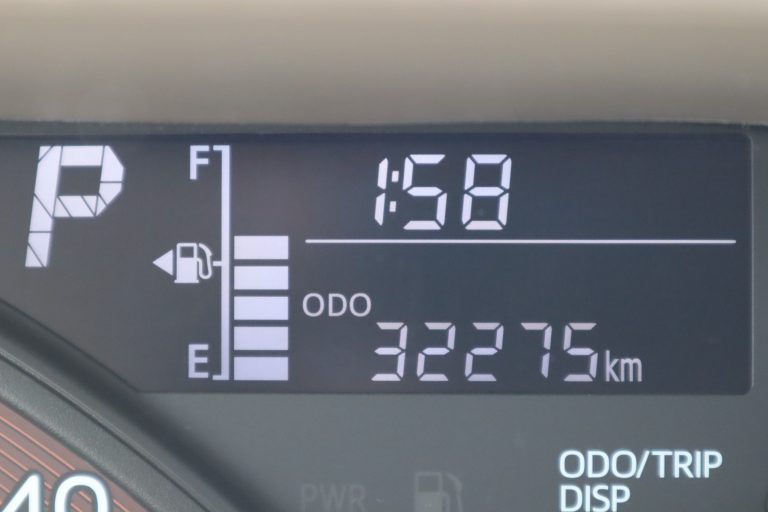 P
F
1:58
ODO
32275km
E
40
PWR
ODO/TRIP
DISP